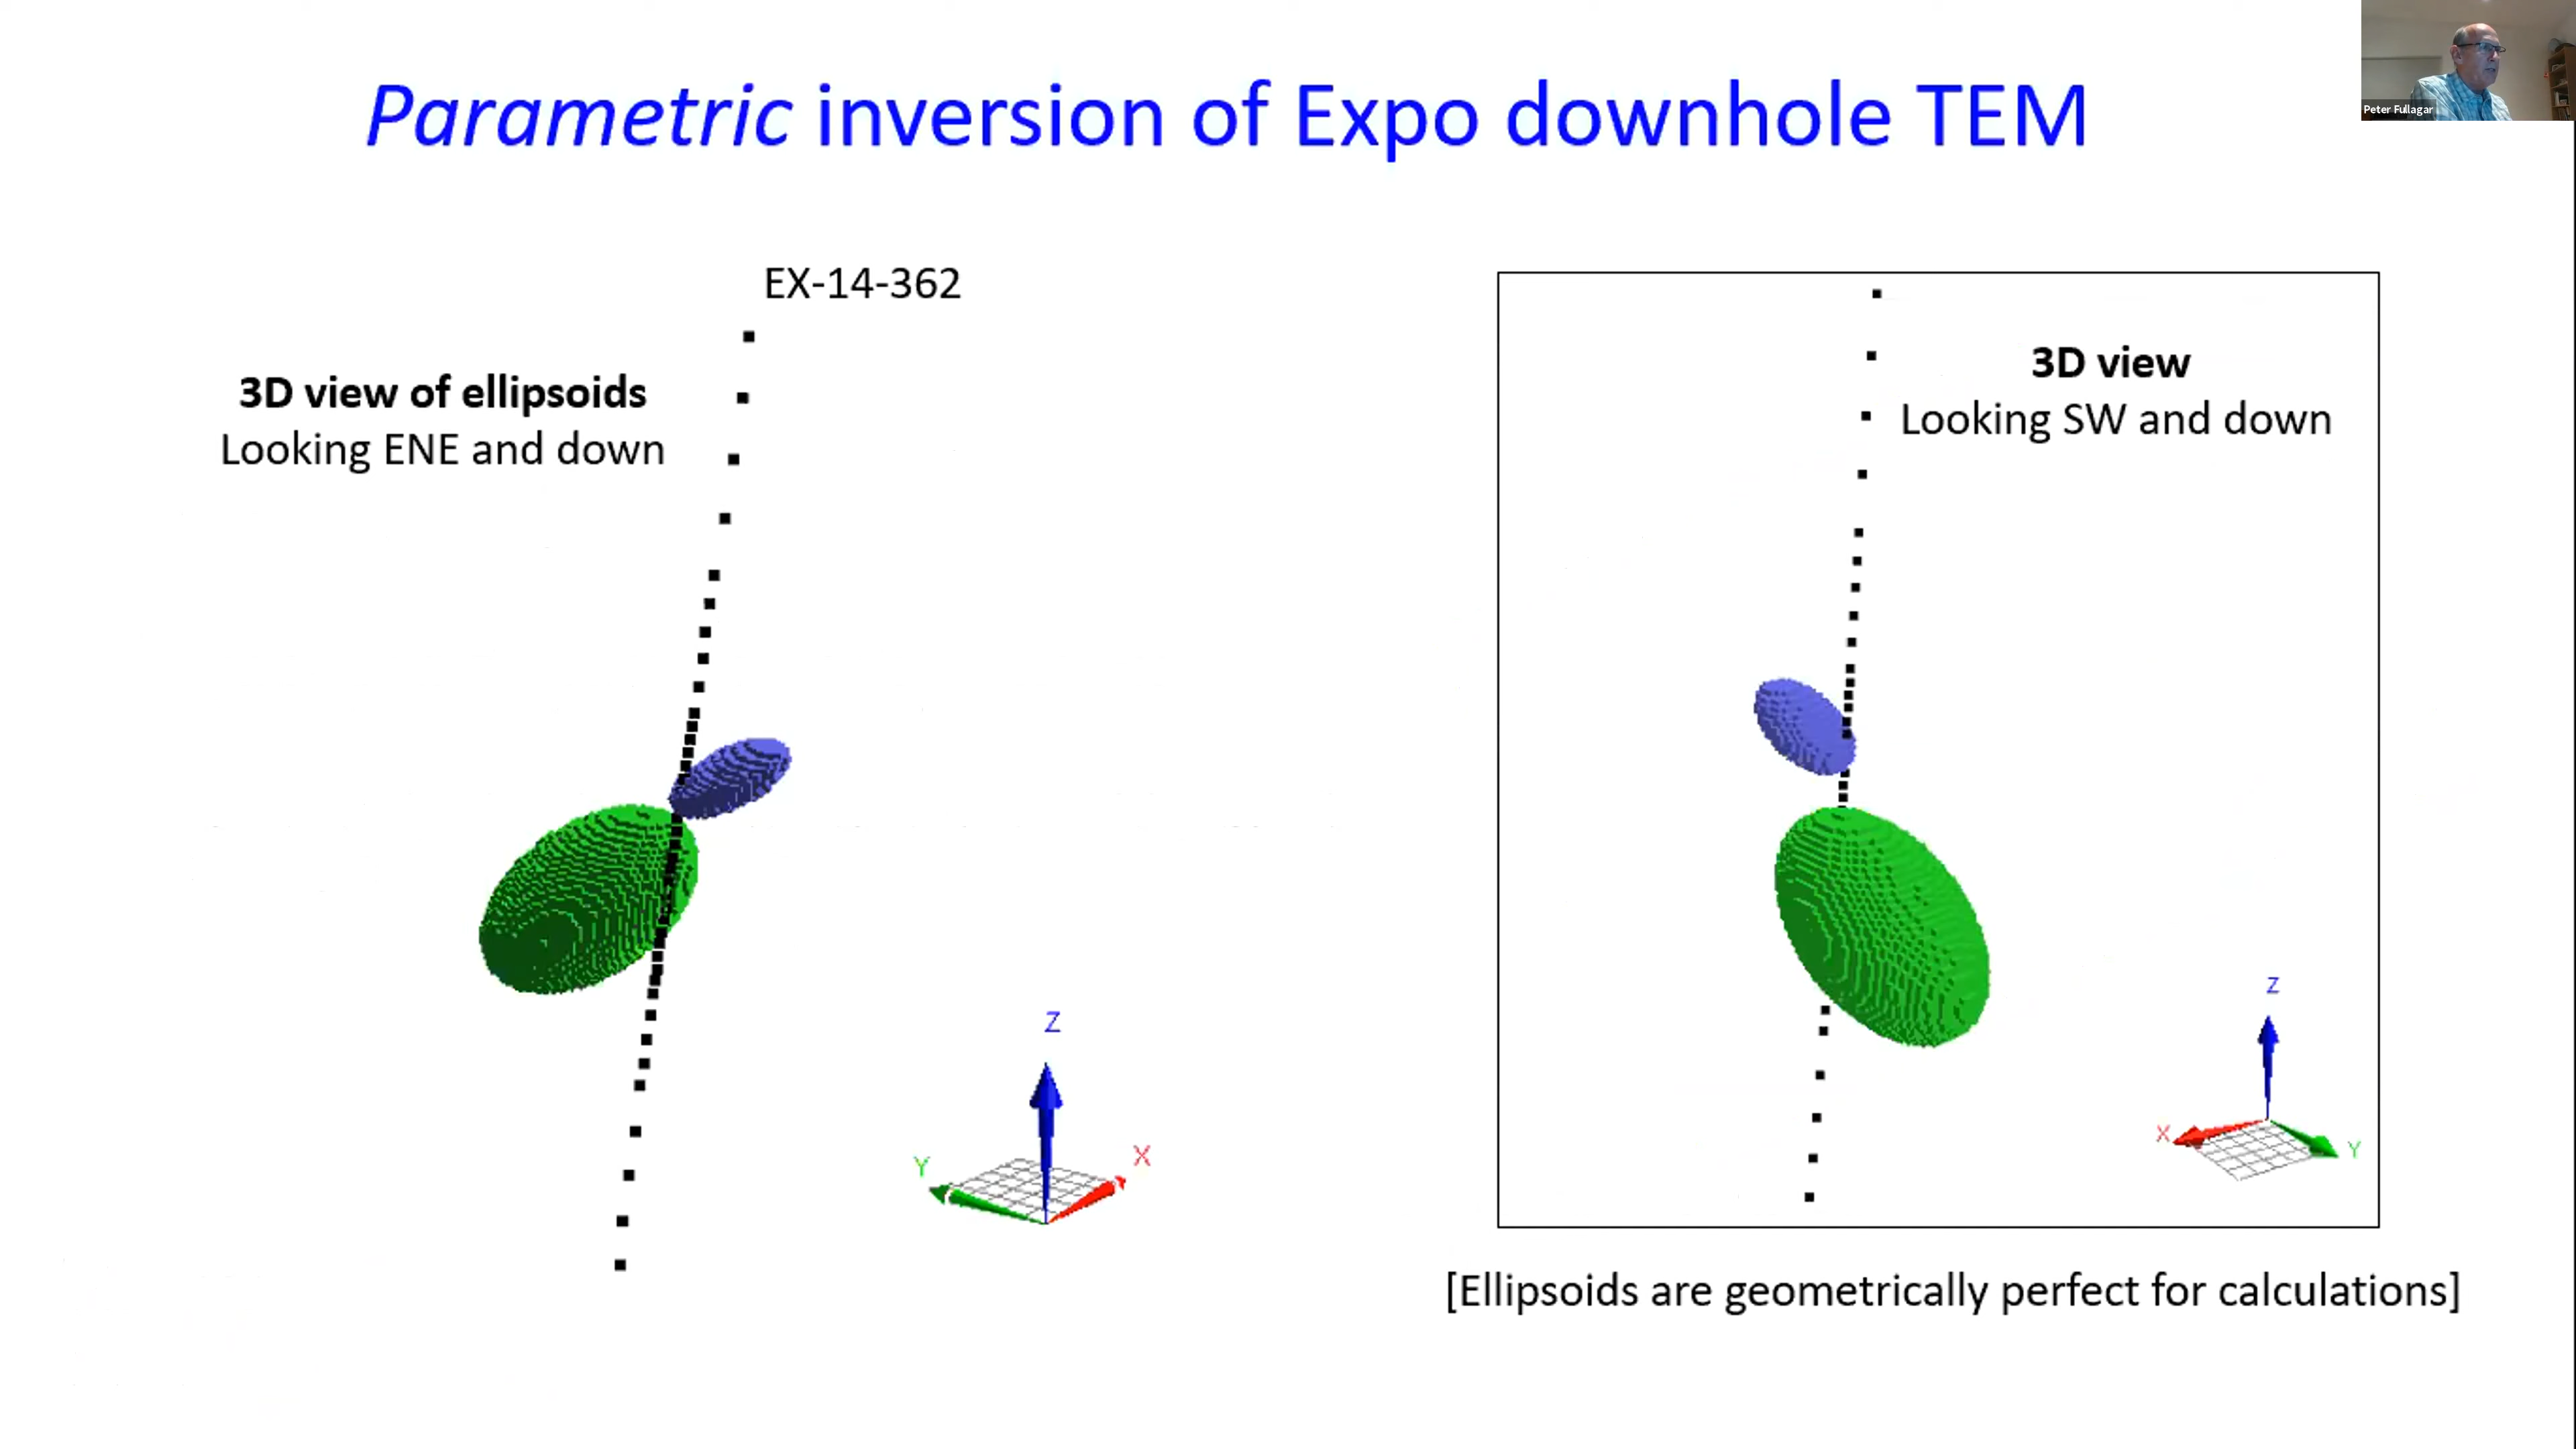 Parametric inversion of Expo downhole TEM
Peter Fullagar
EX-14-362
3D view of ellipsoids
Looking ENE and down
3D view
Looking SW and down
Z
Y
X
Z
X
Y
[Ellipsoids are geometrically perfect for calculations]